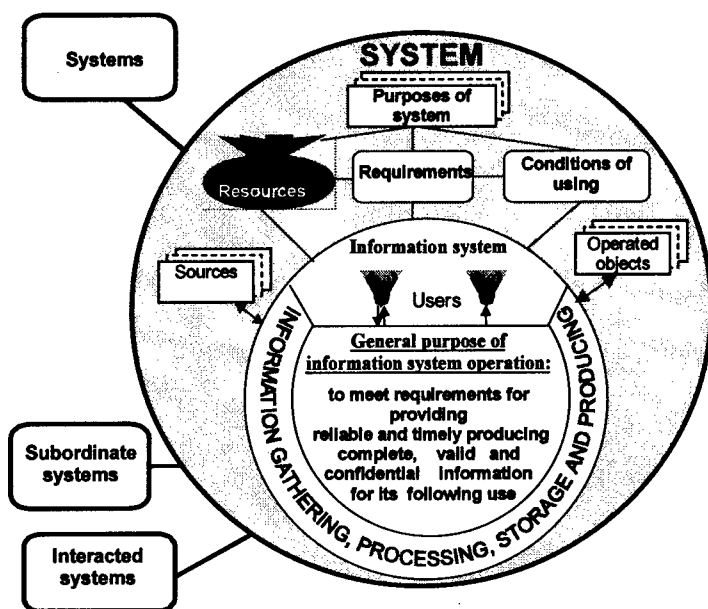 SYSTEM
Systems
Purposes of
system
Resources
Requirements
Conditions of
using
Information system
Sources
Operated
objects
Users
General purpose of
information system operation:
to meet requirements for
providing
reliable and timely producing
complete, valid and
confidential information
for its following use
INFORMATION GATHERING, PROCESSING, STORAGE AND PRODUCING
Subordinate
systems
Interacted
systems